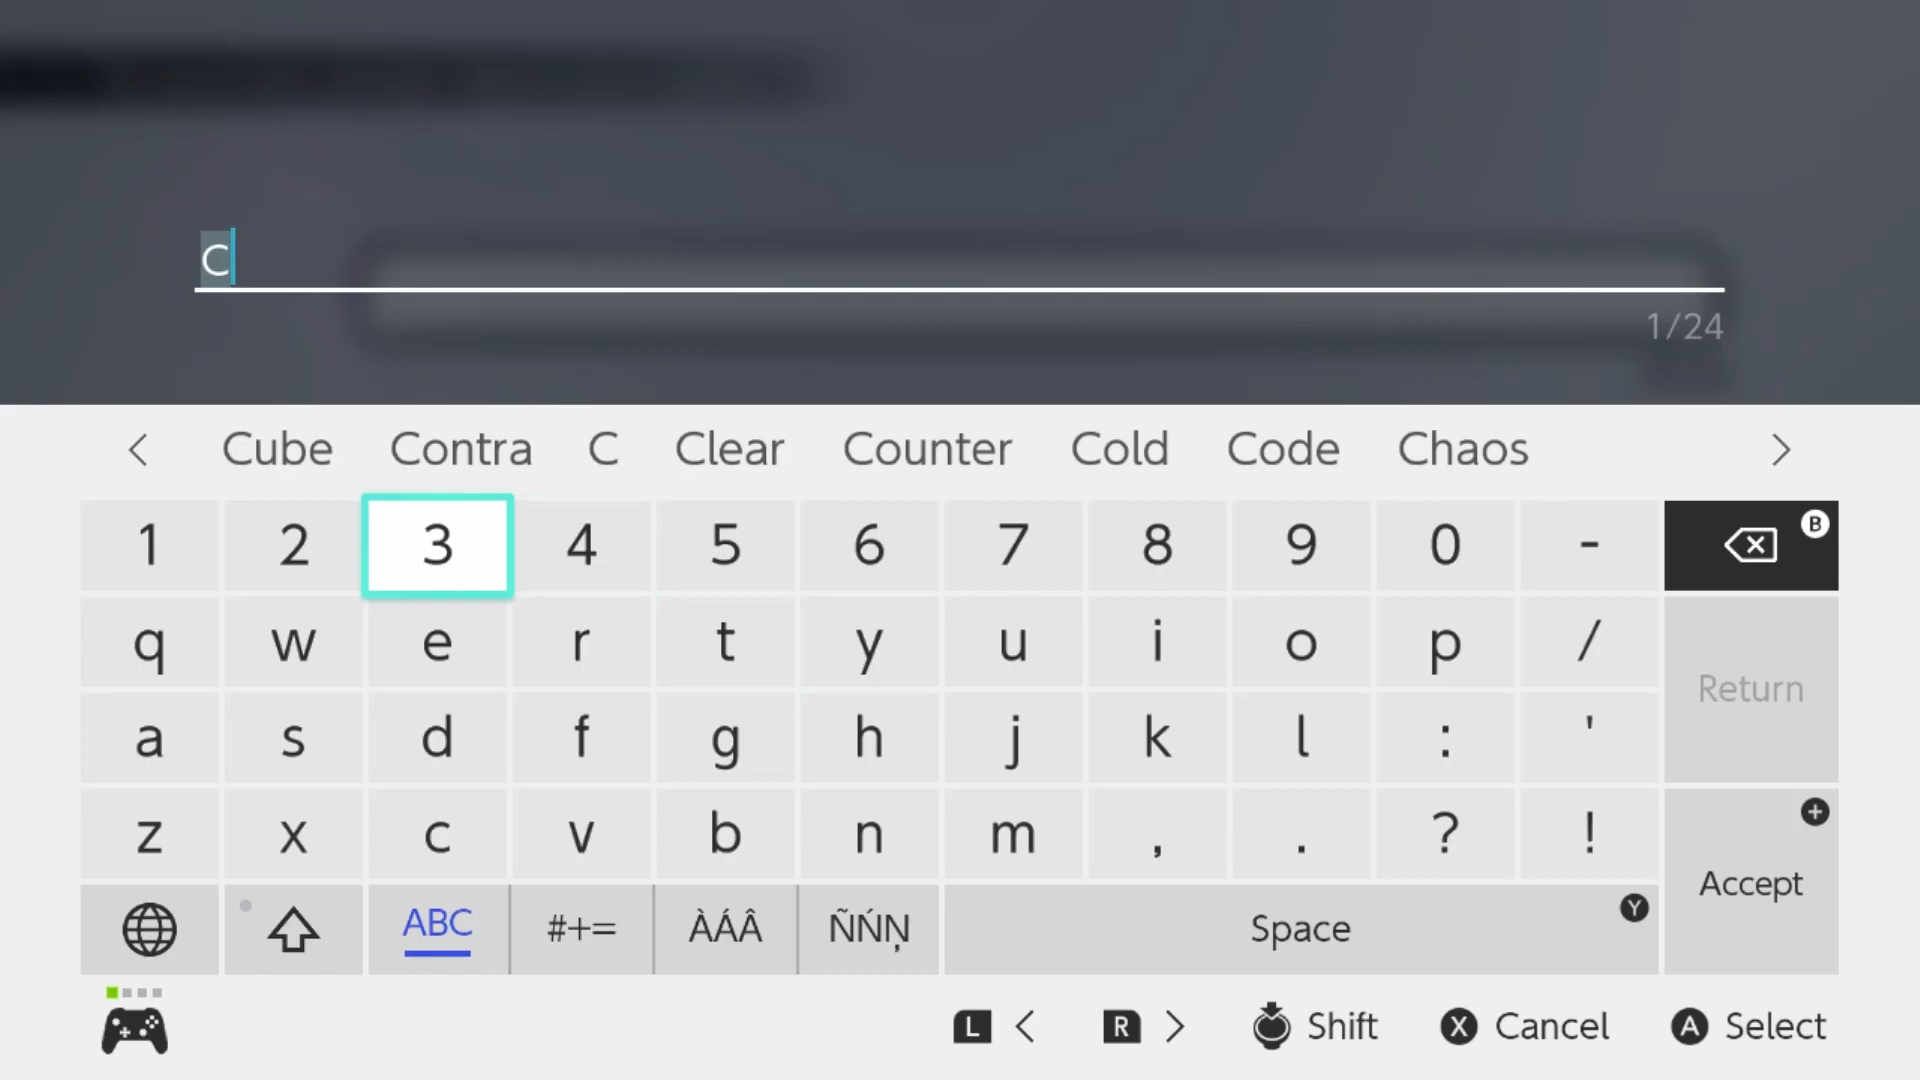 C
1/24
Cube Contra C Clear Counter Cold Code Chaos
1 2 3 4 5 6 7 8 9 0 - B
q w e r t y u i o p /
Return
a s d f g h j k l : '
z x c v b n m , . ? !
+
Accept
ABC #+= ÀÁÂ ÑŃŅ Space Y
L < R > Shift X Cancel A Select